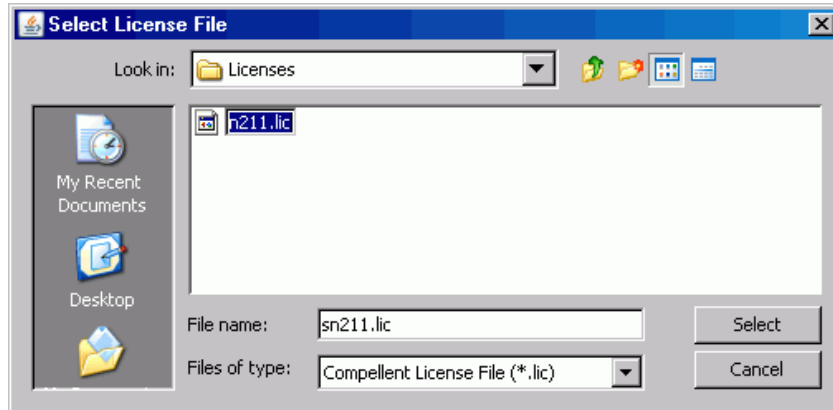 Select License File
Look in:
Licenses
n211.lic
My Recent
Documents
Desktop
File name:
sn211.lic
Select
Files of type:
Compellent License File (*.lic)
Cancel